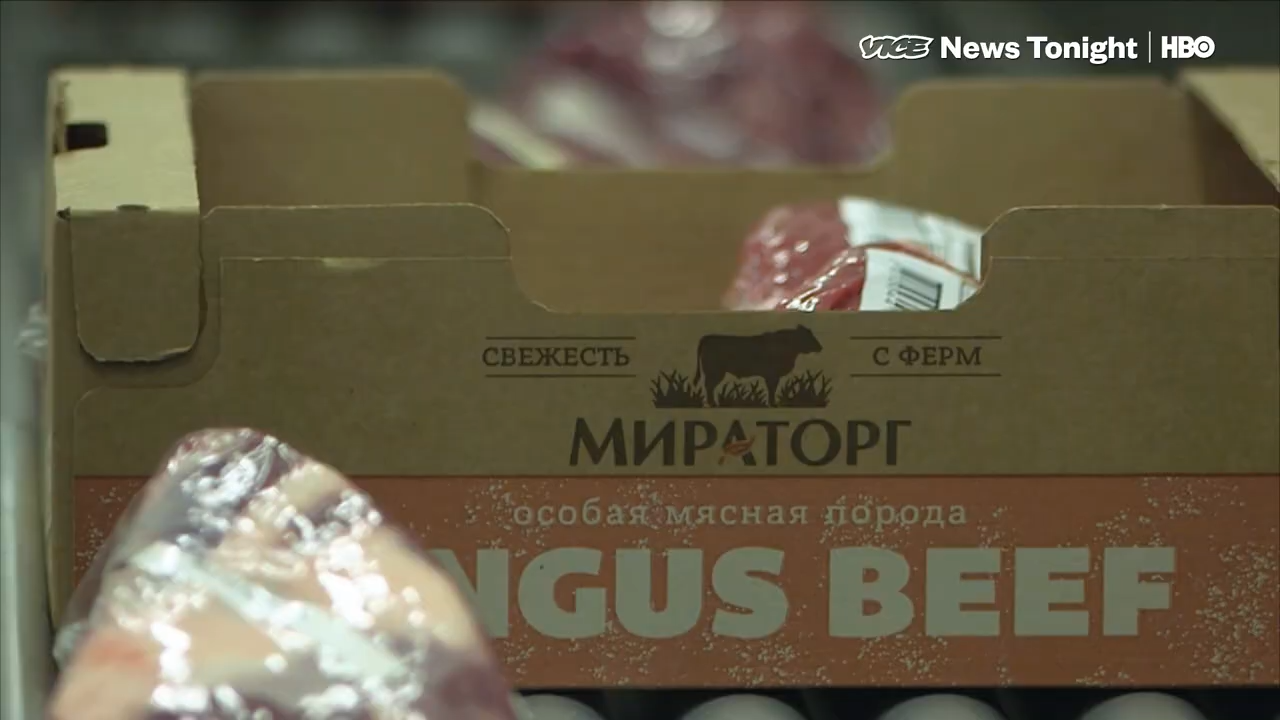 VICE News Tonight | HBO
СВЕЖЕСТЬ С ФЕРМ
МИРАТОРГ
особая мясная порода
NGUS BEEF